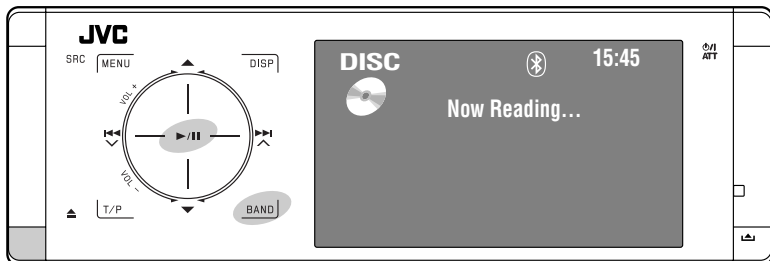 JVC
SRC MENU DISP
VOL +
VOL –
T/P BAND
DISC 15:45
Now Reading...
ATT